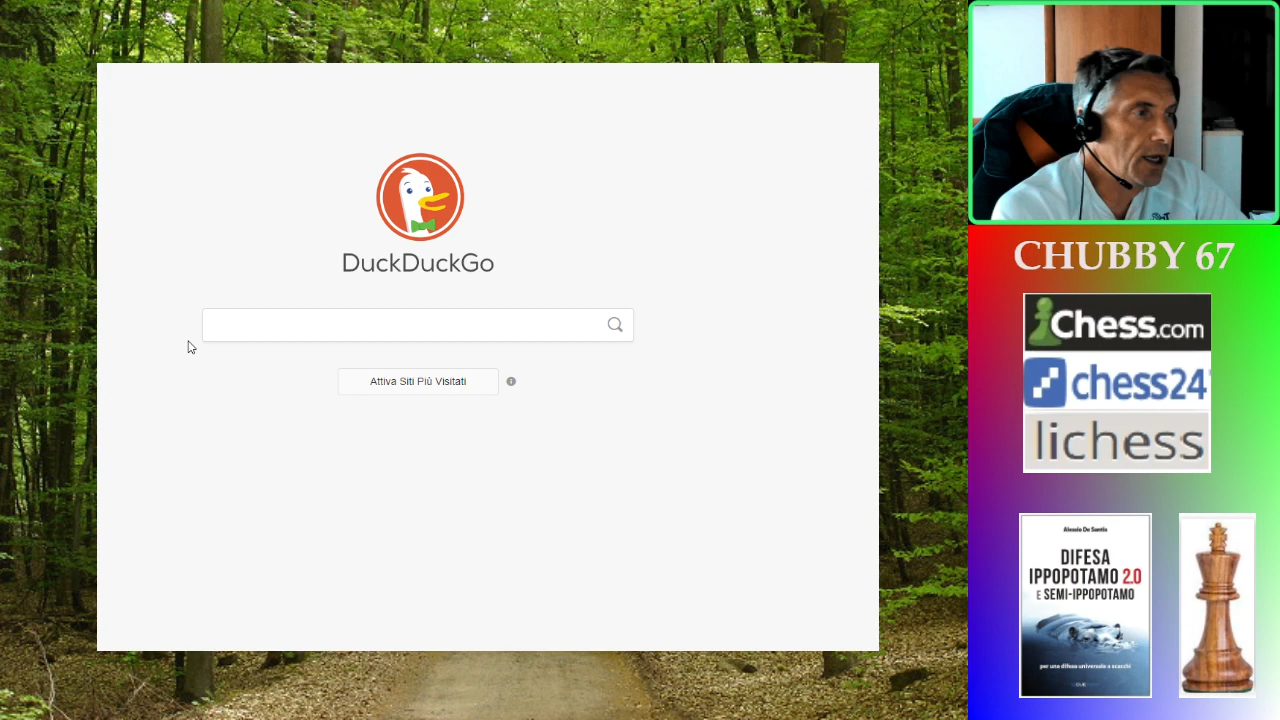 DuckDuckGo
Attiva Siti Più Visitati
CHUBBY 67
Chess.com
chess24
lichess
Alessio De Santis
DIFESA
IPPOPOTAMO 2.0
E SEMI-IPPOPOTAMO
per una difesa universale a scacchi